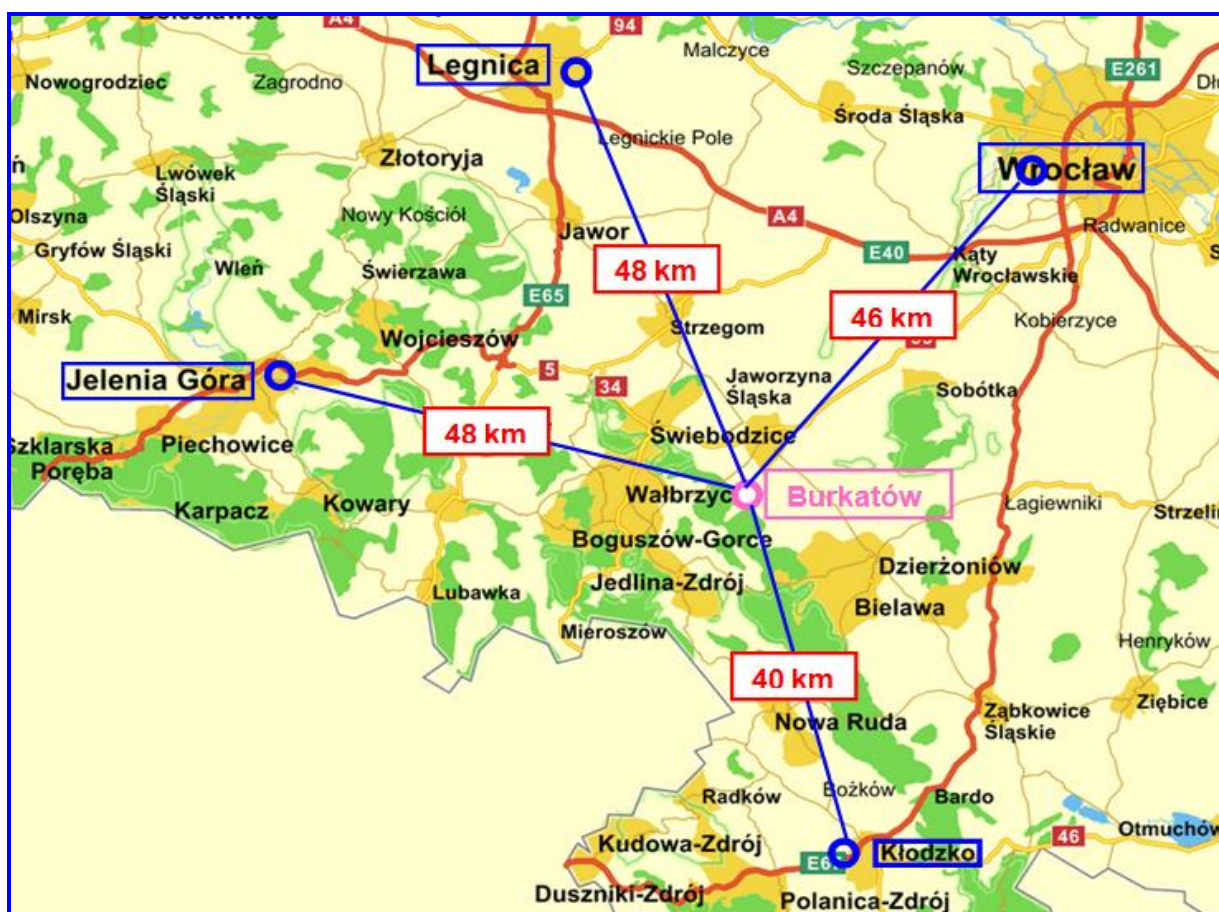 A4
94
Legnica
Malczyce
Szczepanów
E261
Nowogrodziec
Zagrodno
Środa Śląska
Legnickie Pole
Złotoryja
Wrocław
Lwówek
Śląski
Olszyna
Nowy Kościół
Jawor
A4
Radwanice
Gryfów Śląski
Wleń
Świerzawa
48 km
E40
Kąty
Wrocławskie
E65
46 km
Mirsk
Wojcieszów
Strzegom
Kobierzyce
Jelenia Góra
5
34
Jaworzyna
Śląska
Sobótka
48 km
Świebodzice
Szklarska
Poręba
Piechowice
Karpacz
Kowary
Wałbrzyc
Burkatów
Łagiewniki
Strzelin
Boguszów-Gorce
Jedlina-Zdrój
Dzierżoniów
Bielawa
Lubawka
Mieroszów
Henryków
40 km
Nowa Ruda
Ząbkowice
Śląskie
Ziębice
Radków
Bożków
Bardo
Kudowa-Zdrój
Kłodzko
46
Otmuchów
Duszniki-Zdrój
Polanica-Zdrój